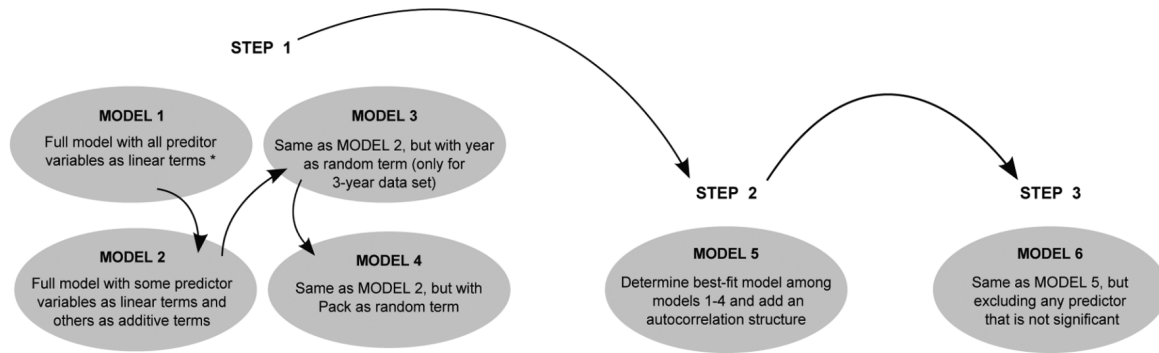 STEP 1
MODEL 1
Full model with all preditor
variables as linear terms *
MODEL 2
Full model with some predictor
variables as linear terms and
others as additive terms
MODEL 3
Same as MODEL 2, but with year
as random term (only for
3-year data set)
MODEL 4
Same as MODEL 2, but with
Pack as random term
STEP 2
MODEL 5
Determine best-fit model among
models 1-4 and add an
autocorrelation structure
STEP 3
MODEL 6
Same as MODEL 5, but
excluding any predictor
that is not significant